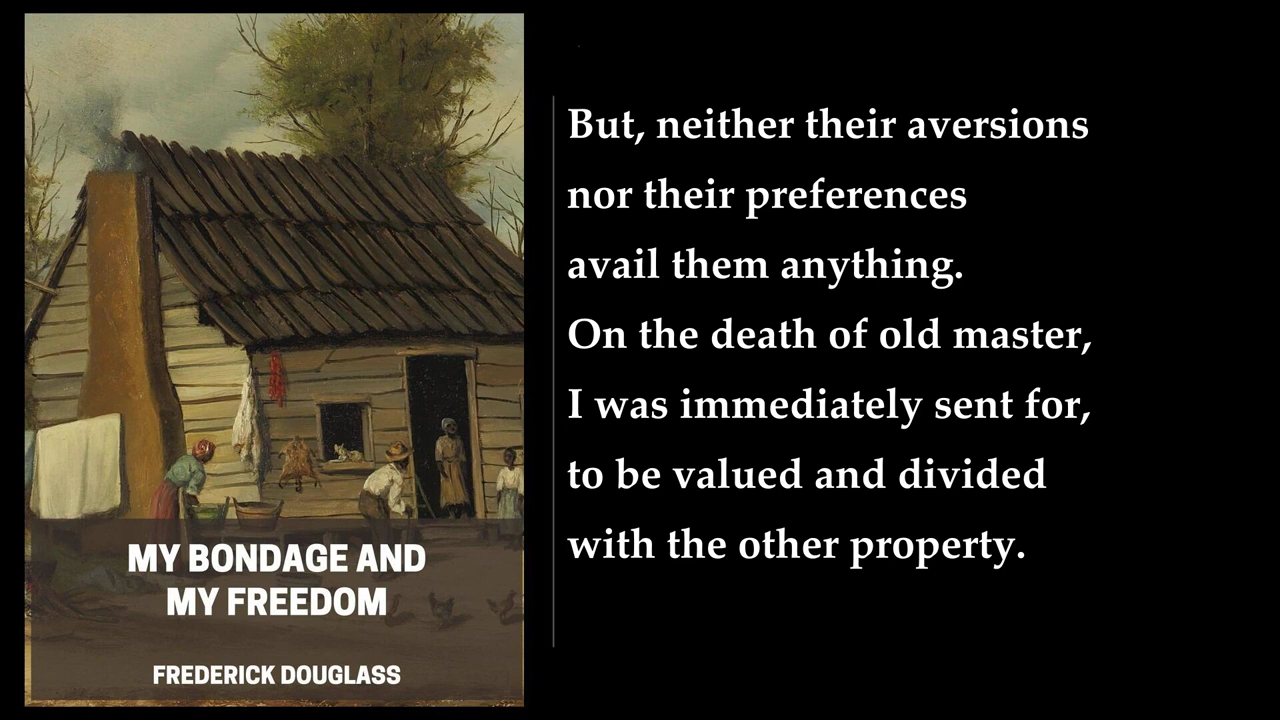 MY BONDAGE AND
MY FREEDOM
FREDERICK DOUGLASS
But, neither their aversions
nor their preferences
avail them anything.
On the death of old master,
I was immediately sent for,
to be valued and divided
with the other property.